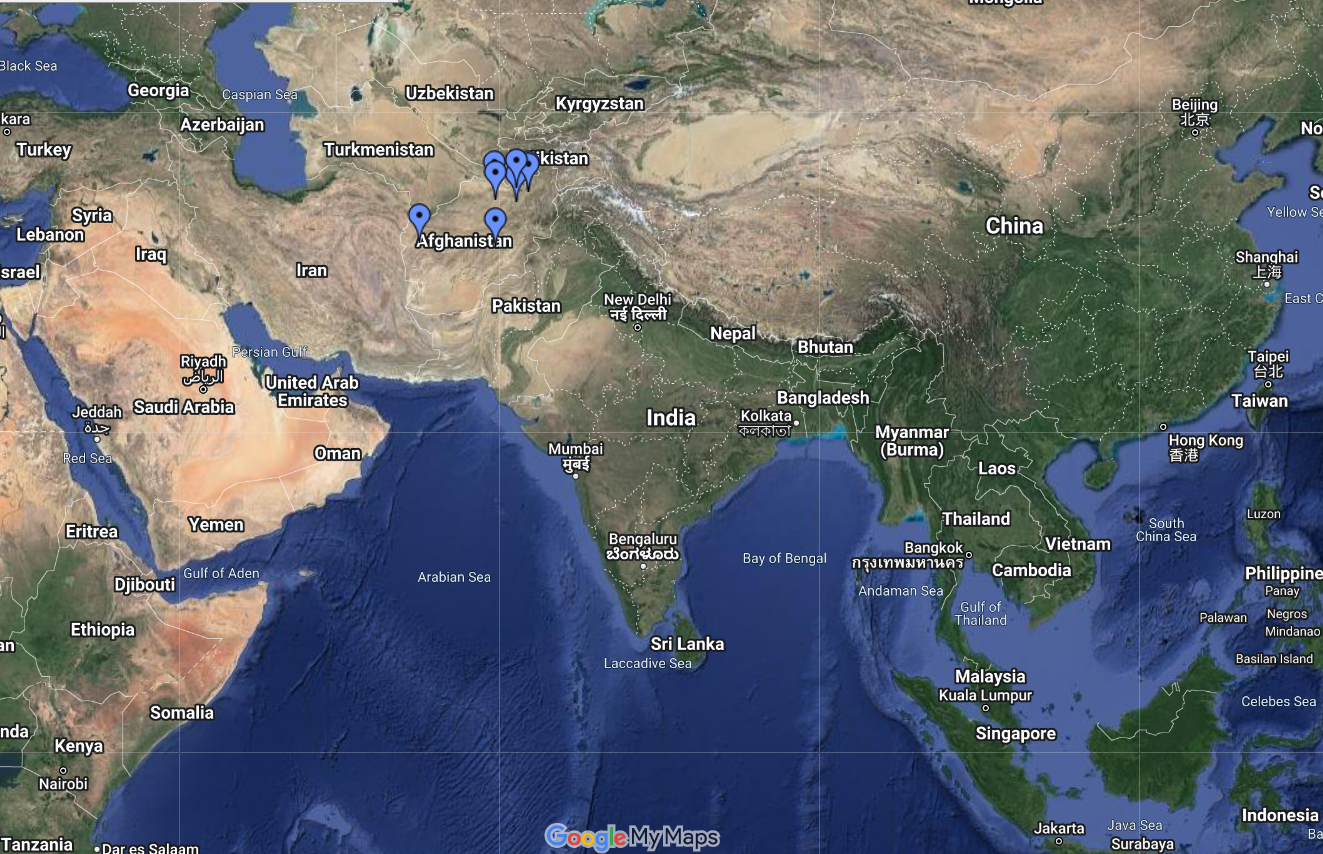 Mongolia
Black Sea
Georgia
Caspian Sea
Uzbekistan
Kyrgyzstan
Beijing
北京
kara
Azerbaijan
No
Turkey
Turkmenistan
ikistan
Syria
Lebanon
Iraq
Afghanistan
China
Yellow Se
srael
Iran
Shanghai
上海
East C
Pakistan
New Delhi
नई दिल्ली
Nepal
Bhutan
Persian Gulf
Riyadh
الرياض
Taipei
台北
United Arab
Emirates
Saudi Arabia
Bangladesh
Taiwan
Jeddah
جدة
India
Kolkata
কলকাতা
Red Sea
Oman
Mumbai
मुंबई
Myanmar
(Burma)
Hong Kong
香港
Laos
Eritrea
Yemen
Thailand
South
China Sea
Luzon
Bengaluru
ಬೆಂಗಳೂರು
Bay of Bengal
Bangkok
กรุงเทพมหานคร
Vietnam
Djibouti
Gulf of Aden
Arabian Sea
Cambodia
Philippine
Andaman Sea
Panay
Gulf of
Thailand
Palawan
Negros
Ethiopia
Mindanao
an
Sri Lanka
Laccadive Sea
Basilan Island
Malaysia
Kuala Lumpur
Celebes Sea
Somalia
nda
Singapore
Kenya
Nairobi
Tanzania
Dar es Salaam
Google My Maps
Jakarta
Java Sea
Indonesia
Surabaya
Ba